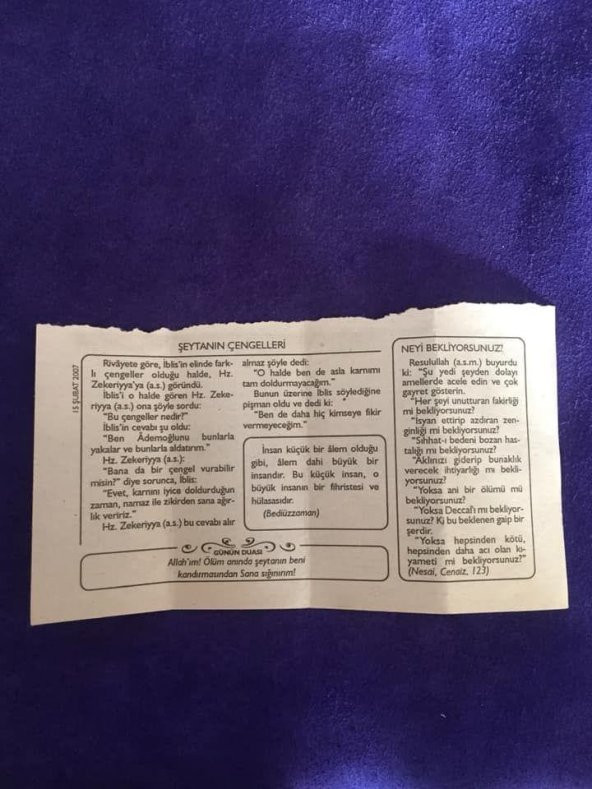 15 ŞUBAT 2007
ŞEYTANIN ÇENGELLERİ
Rivâyete göre, İblis'in elinde fark-
lı çengeller olduğu halde, Hz.
Zekeriyya'ya (a.s.) göründü.
İblis'i o halde gören Hz. Zeke-
riyya (a.s.) ona şöyle sordu:
"Bu çengeller nedir?"
İblis'in cevabı şu oldu:
"Ben Âdemoğlunu bunlarla
yakalar ve bunlarla aldatırım."
Hz. Zekeriyya (a.s.):
"Bana da bir çengel vurabilir
misin?" diye sorunca, İblis:
"Evet, karnını iyice doldurduğun
zaman, namaz ile zikirden sana ağır-
lık veririz."
Hz. Zekeriyya (a.s.) bu cevabı alır
almaz şöyle dedi:
"O halde ben de asla karnımı
tam doldurmayacağım."
Bunun üzerine İblis söylediğine
pişman oldu ve dedi ki:
"Ben de daha hiç kimseye fikir
vermeyeceğim."
İnsan küçük bir âlem olduğu
gibi, âlem dahi büyük bir
insandır. Bu küçük insan, o
büyük insanın bir fihristesi ve
hülasasıdır.
(Bediüzzaman)
GÜNÜN DUASI
Allah'ım! Ölüm anında şeytanın beni
kandırmasından Sana sığınırım!
NEYİ BEKLİYORSUNUZ?
Resulullah (a.s.m.) buyurdu
ki: "Şu yedi şeyden dolayı
amellerde acele edin ve çok
gayret gösterin.
"Her şeyi unutturan fakirliği
mi bekliyorsunuz?
"İsyan ettirip azdıran zen-
ginliği mi bekliyorsunuz?
"Sıhhat-ı bedeni bozan has-
talığı mı bekliyorsunuz?
"Aklınızı giderip bunaklık
verecek ihtiyarlığı mı bekli-
yorsunuz?
"Yoksa ani bir ölümü mü
bekliyorsunuz?
"Yoksa Deccal'ı mı bekliyor-
sunuz? Ki bu beklenen gaip bir
şerdir.
"Yoksa hepsinden kötü,
hepsinden daha acı olan kı-
yameti mi bekliyorsunuz?"
(Nesai, Cenaiz, 123)